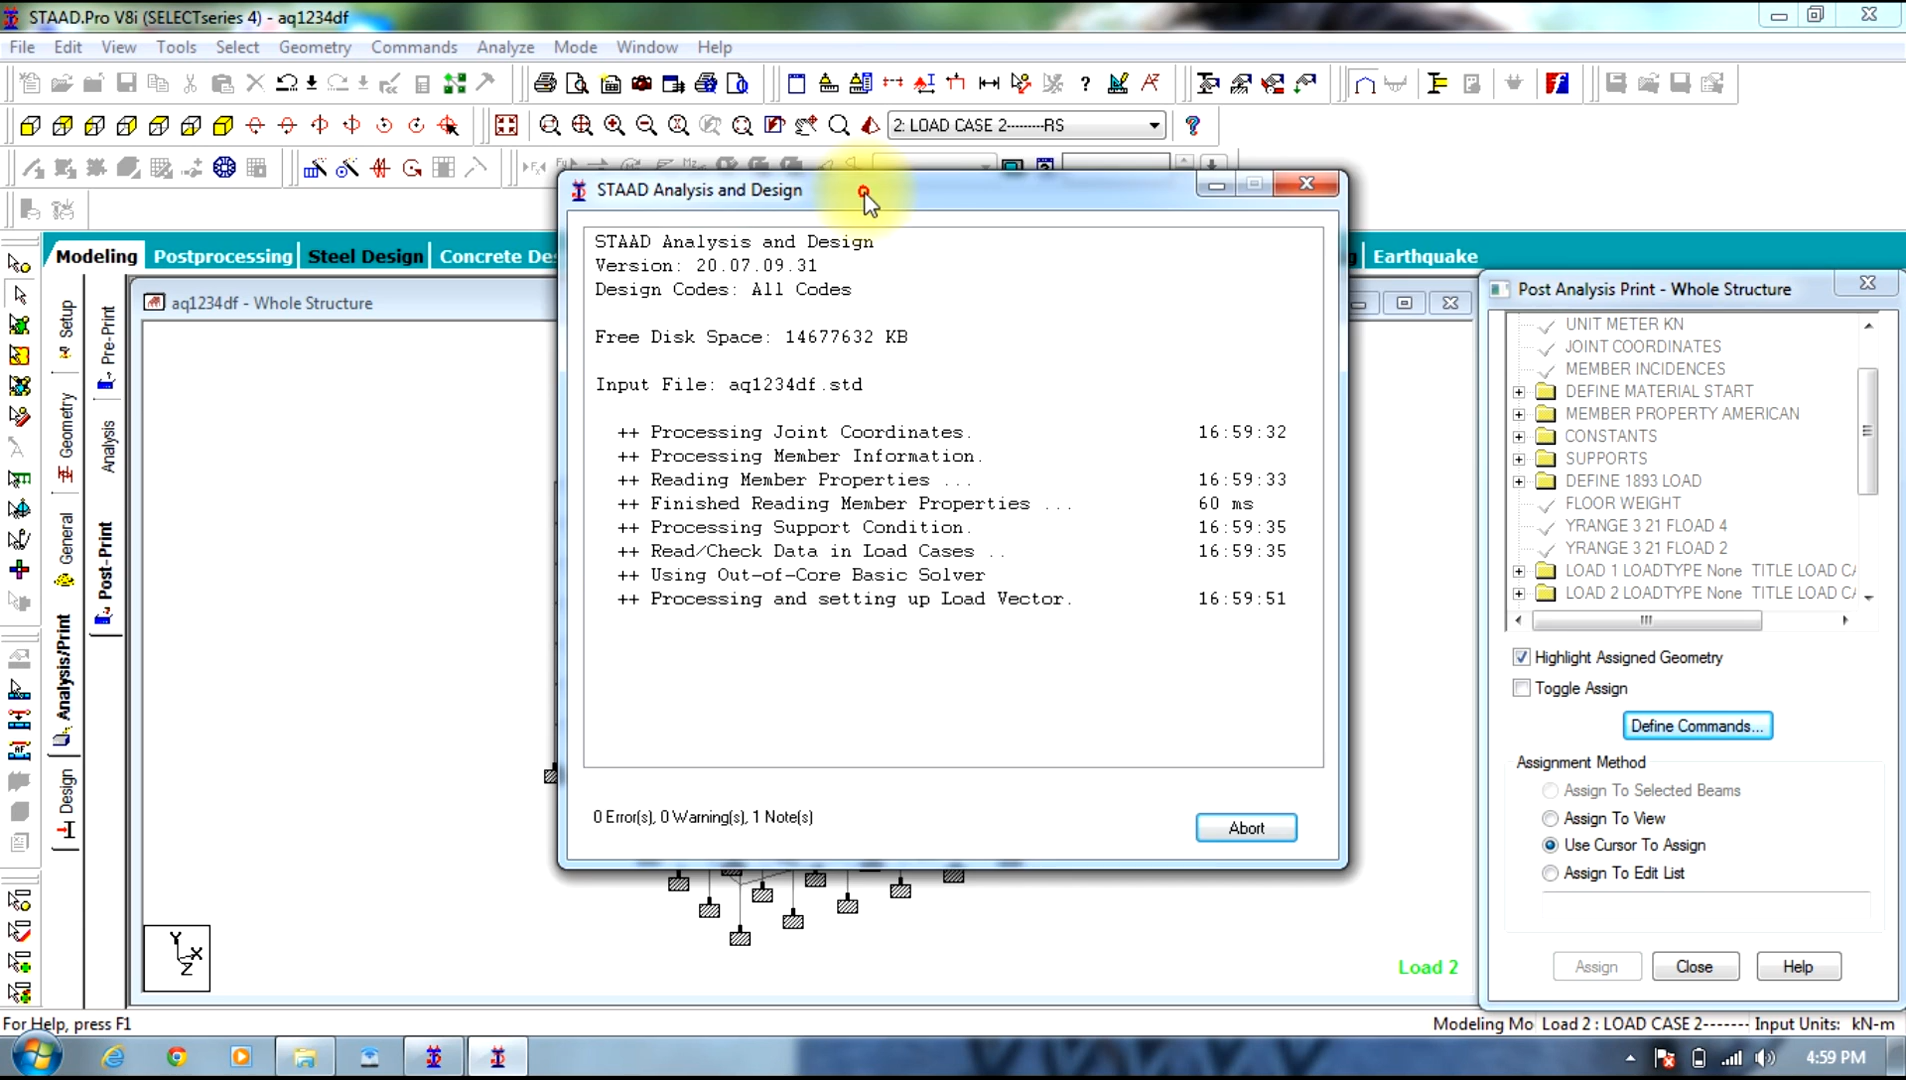 STAAD.Pro V8i (SELECTseries 4) - aq1234df
File Edit View Tools Select Geometry Commands Analyze Mode Window Help
2: LOAD CASE 2--------RS
Modeling Postprocessing Steel Design Concrete De Earthquake
STAAD Analysis and Design
STAAD Analysis and Design
Version: 20.07.09.31
Design Codes: All Codes
Free Disk Space: 14677632 KB
Input File: aq1234df.std
++ Processing Joint Coordinates. 16:59:32
++ Processing Member Information.
++ Reading Member Properties ... 16:59:33
++ Finished Reading Member Properties ... 60 ms
++ Processing Support Condition. 16:59:35
++ Read/Check Data in Load Cases .. 16:59:35
++ Using Out-of-Core Basic Solver
++ Processing and setting up Load Vector. 16:59:51
0 Error(s), 0 Warning(s), 1 Note(s)
Abort
aq1234df - Whole Structure
Setup
Geometry
General
Analysis/Print
Design
Pre-Print
Analysis
Post-Print
Y
X
Z
Load 2
Post Analysis Print - Whole Structure
UNIT METER KN
JOINT COORDINATES
MEMBER INCIDENCES
DEFINE MATERIAL START
MEMBER PROPERTY AMERICAN
CONSTANTS
SUPPORTS
DEFINE 1893 LOAD
FLOOR WEIGHT
YRANGE 3 21 FLOAD 4
YRANGE 3 21 FLOAD 2
LOAD 1 LOADTYPE None TITLE LOAD CA
LOAD 2 LOADTYPE None TITLE LOAD CA
Highlight Assigned Geometry
Toggle Assign
Define Commands...
Assignment Method
Assign To Selected Beams
Assign To View
Use Cursor To Assign
Assign To Edit List
Assign Close Help
For Help, press F1
Modeling Mo Load 2 : LOAD CASE 2------- Input Units: kN-m
4:59 PM